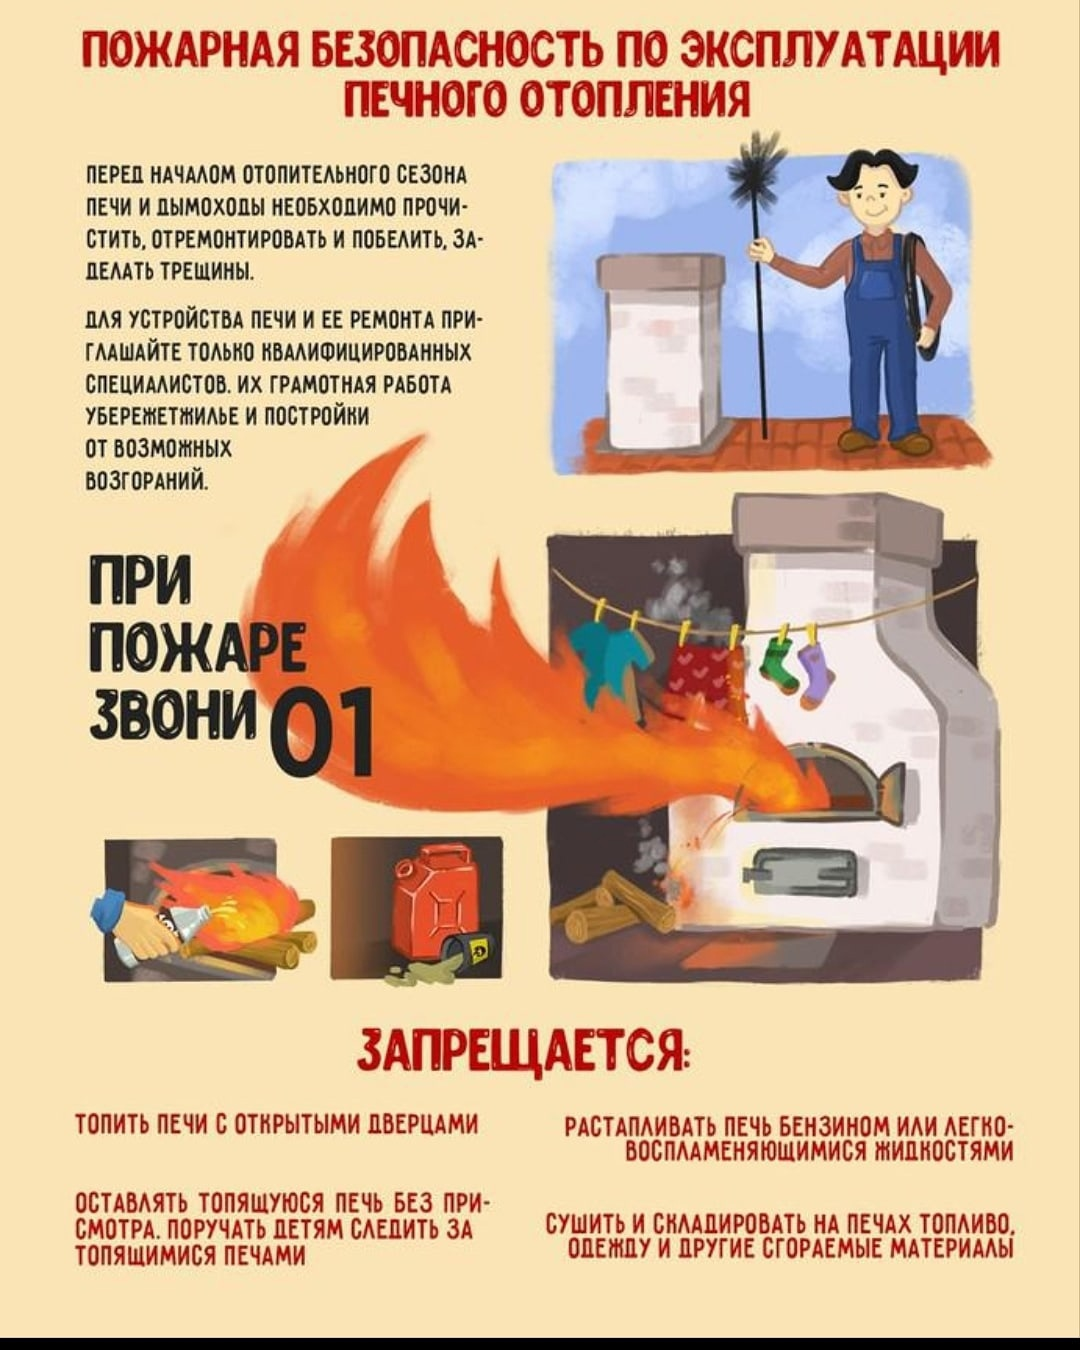 ПОЖАРНАЯ БЕЗОПАСНОСТЬ ПО ЭКСПЛУАТАЦИИ
ПЕЧНОГО ОТОПЛЕНИЯ
ПЕРЕД НАЧАЛОМ ОТОПИТЕЛЬНОГО СЕЗОНА
ПЕЧИ И ДЫМОХОДЫ НЕОБХОДИМО ПРОЧИ-
СТИТЬ, ОТРЕМОНТИРОВАТЬ И ПОБЕЛИТЬ, ЗА-
ДЕЛАТЬ ТРЕЩИНЫ.
ДЛЯ УСТРОЙСТВА ПЕЧИ И ЕЕ РЕМОНТА ПРИ-
ГЛАШАЙТЕ ТОЛЬКО КВАЛИФИЦИРОВАННЫХ
СПЕЦИАЛИСТОВ. ИХ ГРАМОТНАЯ РАБОТА
УБЕРЕЖЕТЖИЛЬЕ И ПОСТРОЙКИ
ОТ ВОЗМОЖНЫХ
ВОЗГОРАНИЙ.
ПРИ
ПОЖАРЕ
ЗВОНИ 01
ЗАПРЕЩАЕТСЯ:
ТОПИТЬ ПЕЧИ С ОТКРЫТЫМИ ДВЕРЦАМИ
ОСТАВЛЯТЬ ТОПЯЩУЮСЯ ПЕЧЬ БЕЗ ПРИ-
СМОТРА. ПОРУЧАТЬ ДЕТЯМ СЛЕДИТЬ ЗА
ТОПЯЩИМИСЯ ПЕЧАМИ
РАСТАПЛИВАТЬ ПЕЧЬ БЕНЗИНОМ ИЛИ ЛЕГКО-
ВОСПЛАМЕНЯЮЩИМИСЯ ЖИДКОСТЯМИ
СУШИТЬ И СКЛАДИРОВАТЬ НА ПЕЧАХ ТОПЛИВО,
ОДЕЖДУ И ДРУГИЕ СГОРАЕМЫЕ МАТЕРИАЛЫ